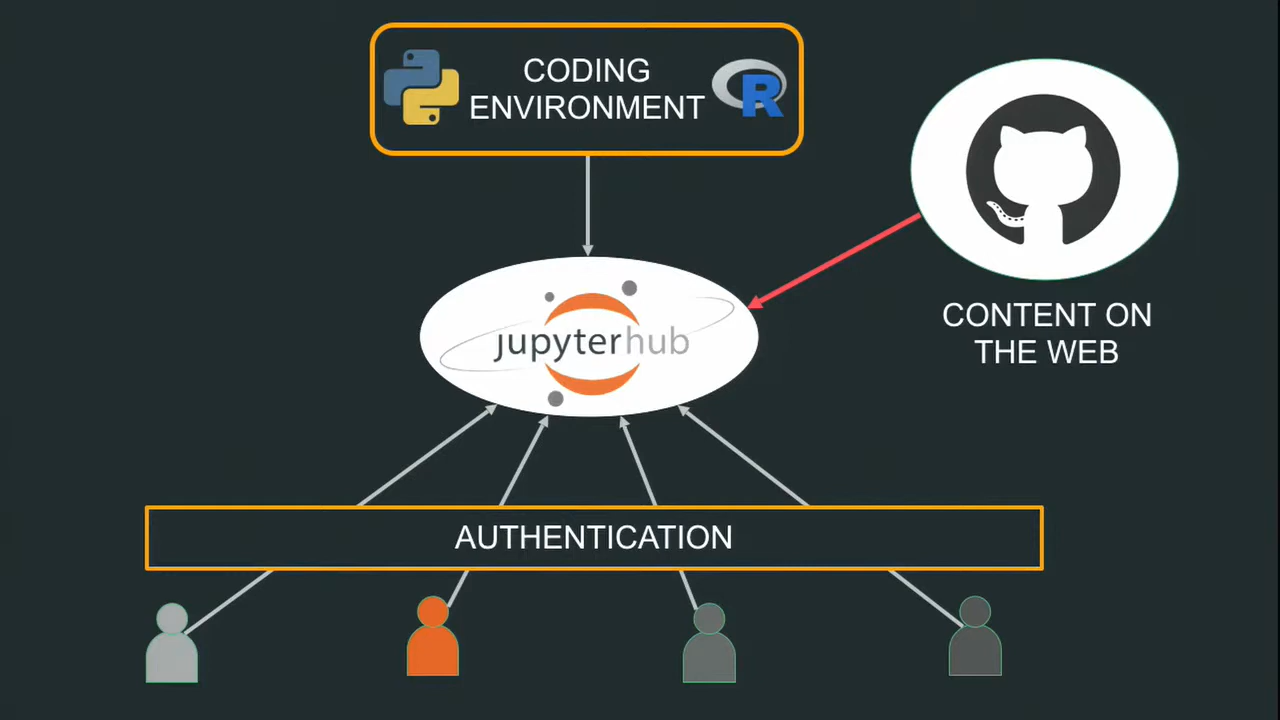 CODING
ENVIRONMENT
R
jupyterhub
CONTENT ON
THE WEB
AUTHENTICATION